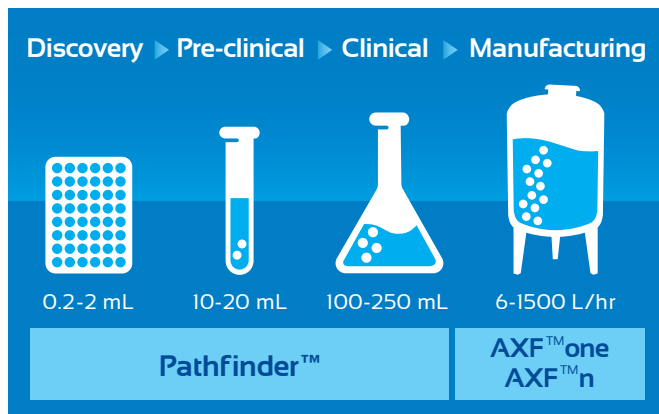 Discovery Pre-clinical Clinical Manufacturing
0.2-2 mL 10-20 mL 100-250 mL 6-1500 L/hr
Pathfinder™
AXF™one
AXF™n